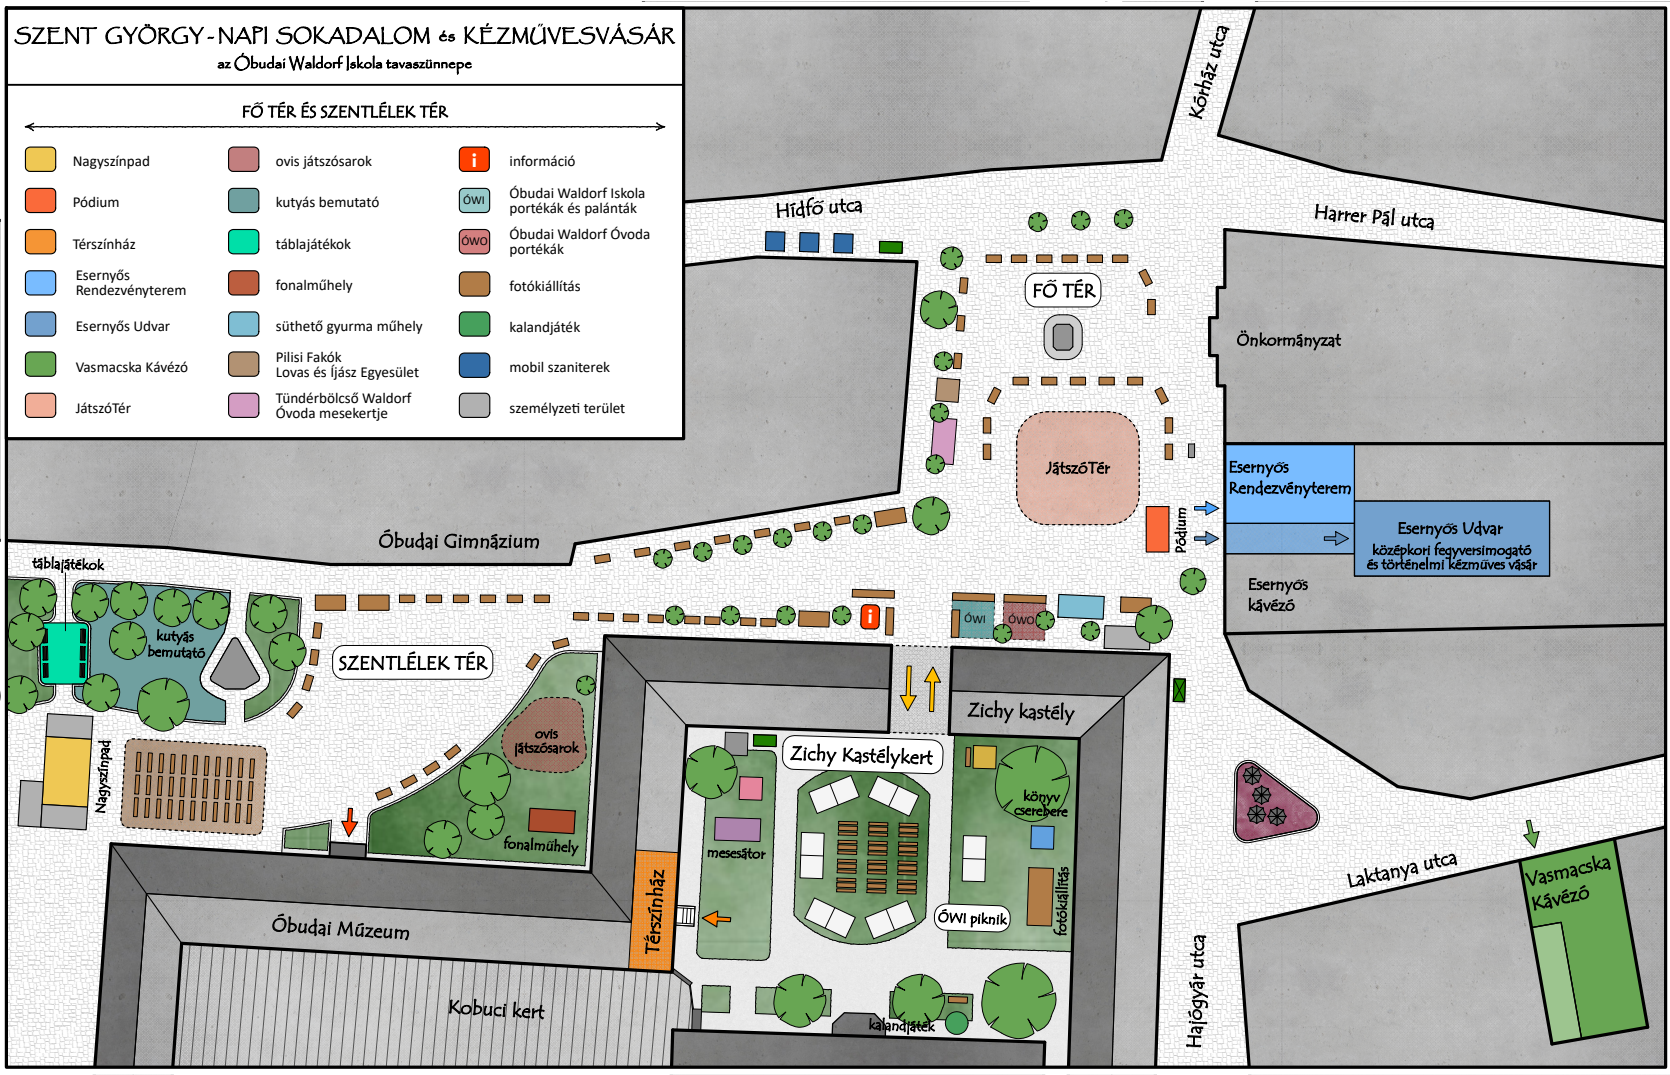 SZENT GYÖRGY-NAPI SOKADALOM és KÉZMŰVESVÁSÁR
az Óbudai Waldorf Iskola tavaszünnepe
FŐ TÉR ÉS SZENTLÉLEK TÉR
Nagyszínpad
Pódium
Térszínház
Esernyős
Rendezvényterem
Esernyős Udvar
Vasmacska Kávézó
JátszóTér
ovis játszósarok
kutyás bemutató
táblajátékok
fonalműhely
süthető gyurma műhely
Pilisi Fakók
Lovas és Íjász Egyesület
Tündérbölcső Waldorf
Óvoda mesekertje
i
információ
ÓWI
Óbudai Waldorf Iskola
portékák és palánták
ÓWO
Óbudai Waldorf Óvoda
portékák
fotókiállítás
kalandjáték
mobil szaniterek
személyzeti terület
Kórház utca
Hídfő utca
Harrer Pál utca
FŐ TÉR
Önkormányzat
JátszóTér
Esernyős
Rendezvényterem
Pódium
Esernyős Udvar
középkori fegyversimogató
és történelmi kézműves vásár
Esernyős
kávézó
Óbudai Gimnázium
táblajátékok
kutyás
bemutató
SZENTLÉLEK TÉR
i
ÓWI
ÓWO
Zichy kastély
ovis
játszósarok
Nagyszínpad
fonalműhely
Zichy Kastélykert
könyv
cserebere
mesesátor
fotókiállítás
ÓWI piknik
Térszínház
Óbudai Múzeum
Kobuci kert
kalandjáték
Hajógyár utca
Laktanya utca
Vasmacska
Kávézó